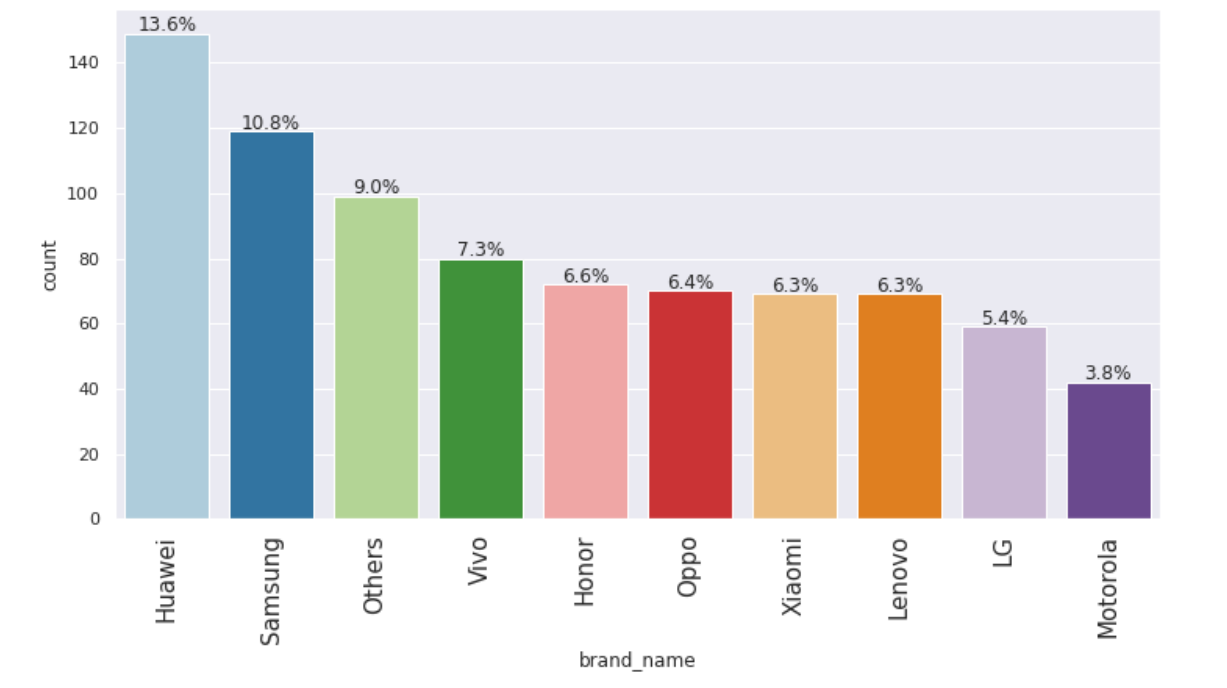 13.6%
140
120
10.8%
100
9.0%
80
7.3%
6.6%
6.4%
6.3%
6.3%
60
5.4%
40
3.8%
20
0
count
Huawei
Samsung
Others
Vivo
Honor
Oppo
Xiaomi
Lenovo
LG
Motorola
brand_name